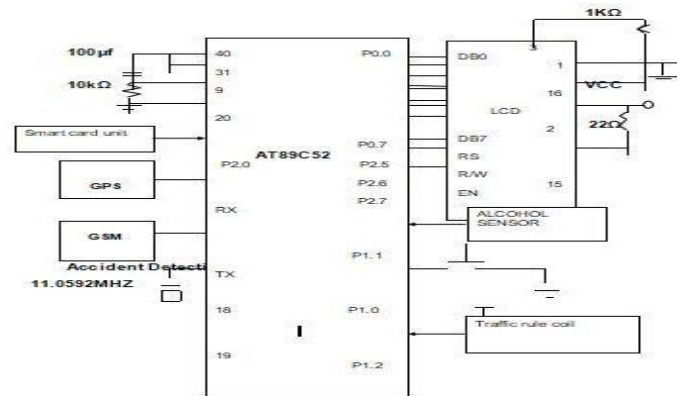 1KΩ
100µf
40
P0.0
3
DB0
1
31
10kΩ
9
16
VCC
LCD
20
2
22Ω
Smart card unit
AT89C52
P0.7
DB7
P2.0
P2.5
RS
R/W
GPS
P2.6
EN
15
P2.7
RX
ALCOHOL
SENSOR
GSM
P1.1
Accident Detecti
TX
11.0592MHZ
18
P1.0
Traffic rule coil
19
P1.2